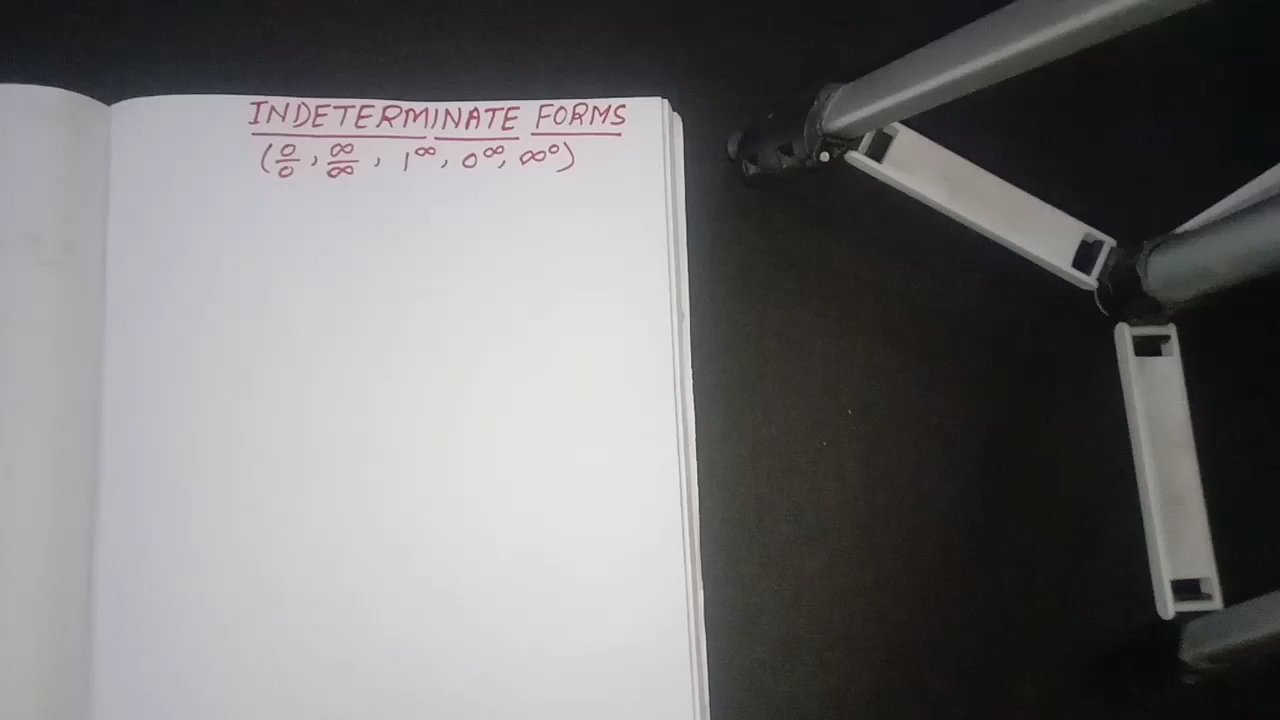 INDETERMINATE FORMS
(0/0, ∞/∞, 1^∞, 0^∞, ∞^0)